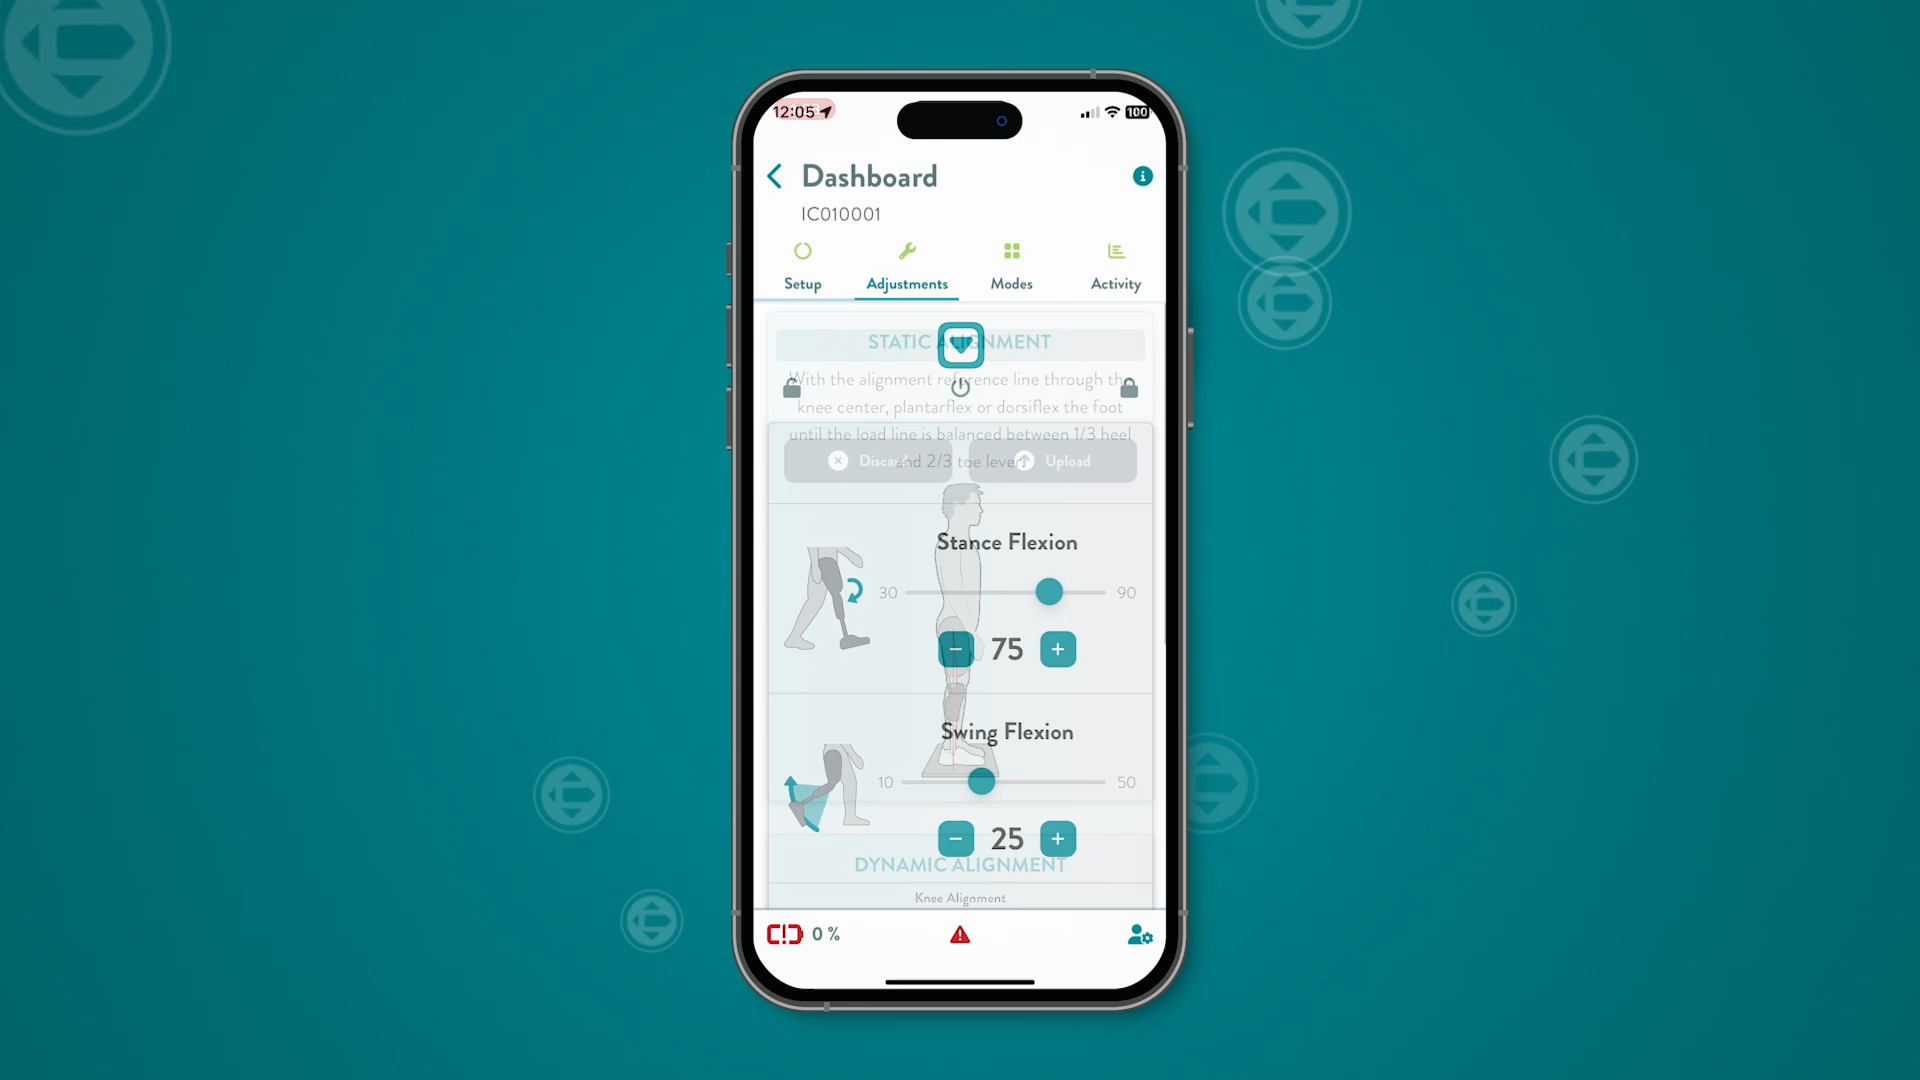 12:05
100
Dashboard
IC010001
Setup
Adjustments
Modes
Activity
STATIC ALIGNMENT
With the alignment reference line through the
knee center, plantarflex or dorsiflex the foot
until the load line is balanced between 1/3 heel
and 2/3 toe lever.
Discard
Upload
Stance Flexion
30
90
75
Swing Flexion
10
50
25
DYNAMIC ALIGNMENT
Knee Alignment
0 %